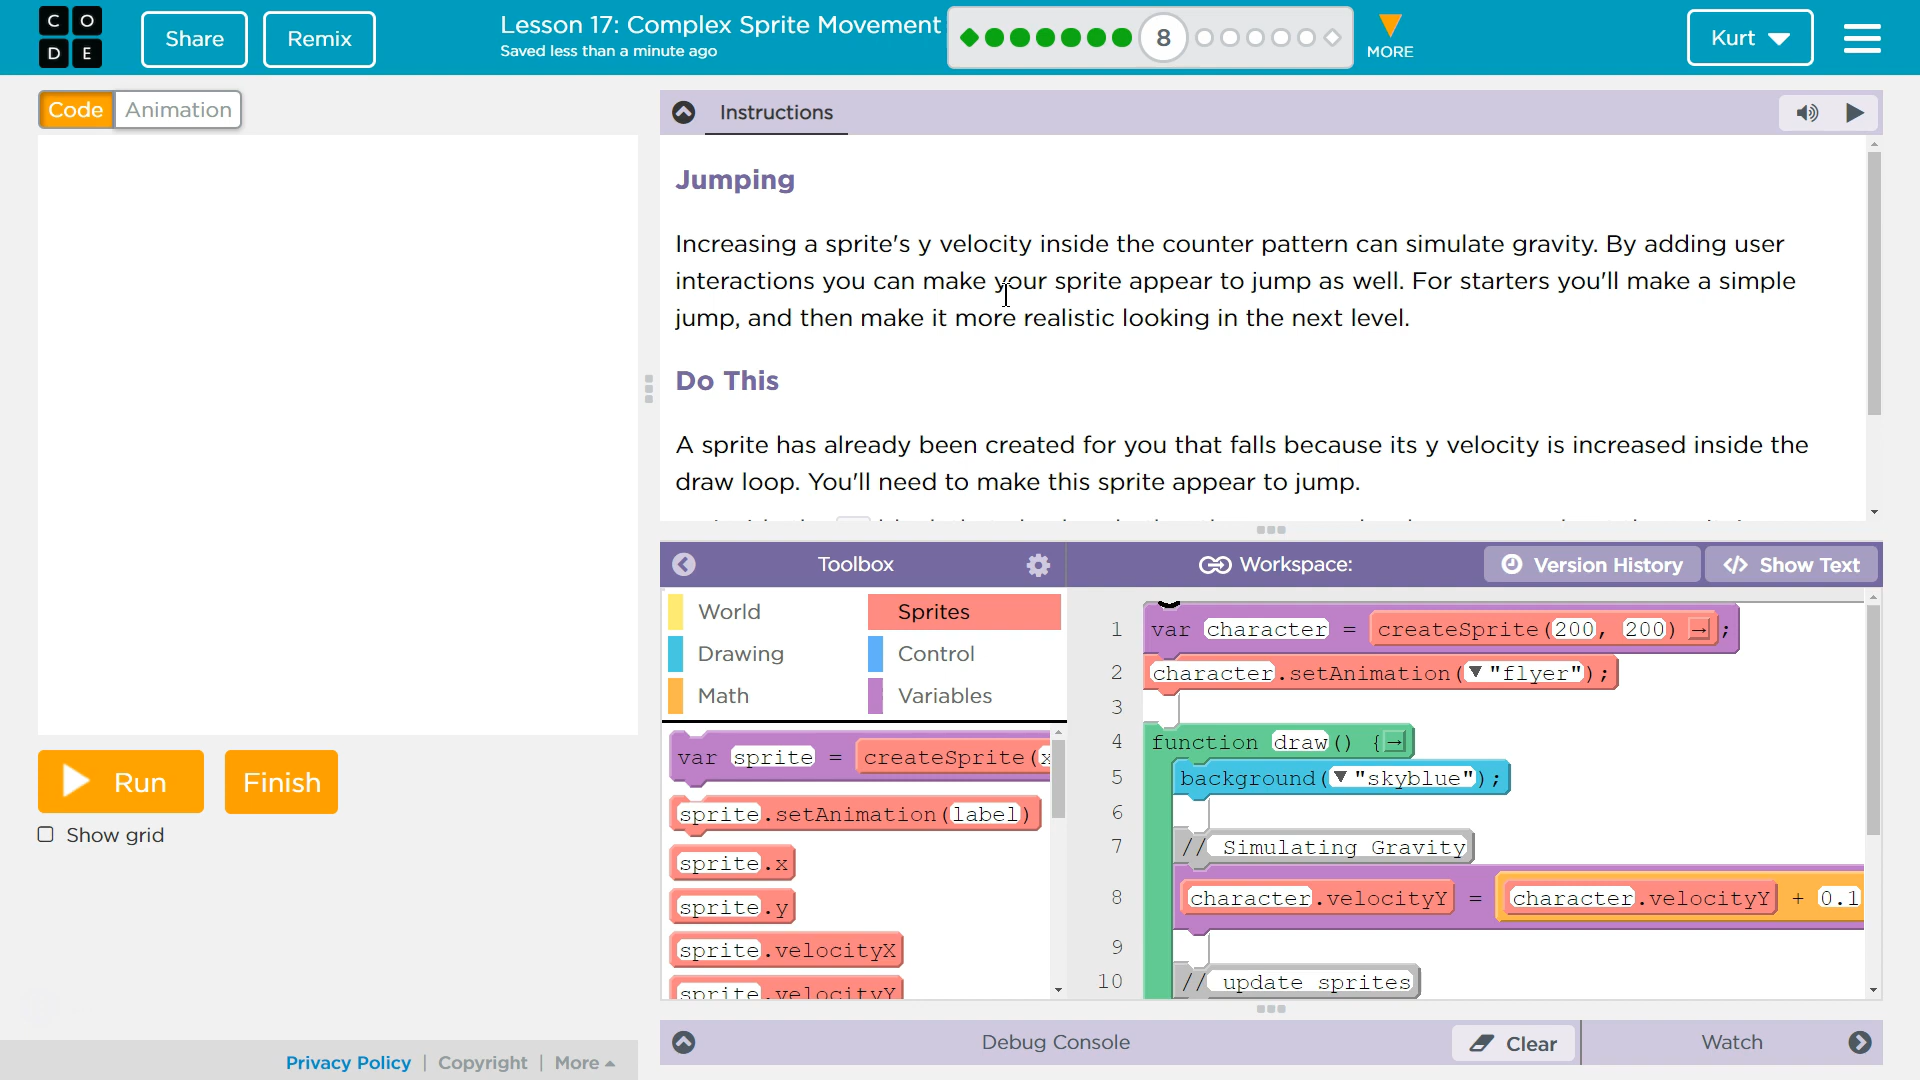 C O
D E
Share
Remix
Lesson 17: Complex Sprite Movement
Saved less than a minute ago
8
MORE
Kurt
Code
Animation
Instructions
Jumping
Increasing a sprite's y velocity inside the counter pattern can simulate gravity. By adding user
interactions you can make your sprite appear to jump as well. For starters you'll make a simple
jump, and then make it more realistic looking in the next level.
Do This
A sprite has already been created for you that falls because its y velocity is increased inside the
draw loop. You'll need to make this sprite appear to jump.
Run
Finish
Show grid
Toolbox
World
Sprites
Drawing
Control
Math
Variables
var sprite = createSprite(x
sprite.setAnimation(label)
sprite.x
sprite.y
sprite.velocityX
sprite.velocityY
Workspace:
Version History
</> Show Text
1 var character = createSprite(200, 200) → ;
2 character.setAnimation(▼ "flyer");
3
4 function draw() {→
5 background(▼ "skyblue");
6
7 // Simulating Gravity
8 character.velocityY = character.velocityY + 0.1
9
10 // update sprites
Debug Console
Clear
Watch
Privacy Policy | Copyright | More